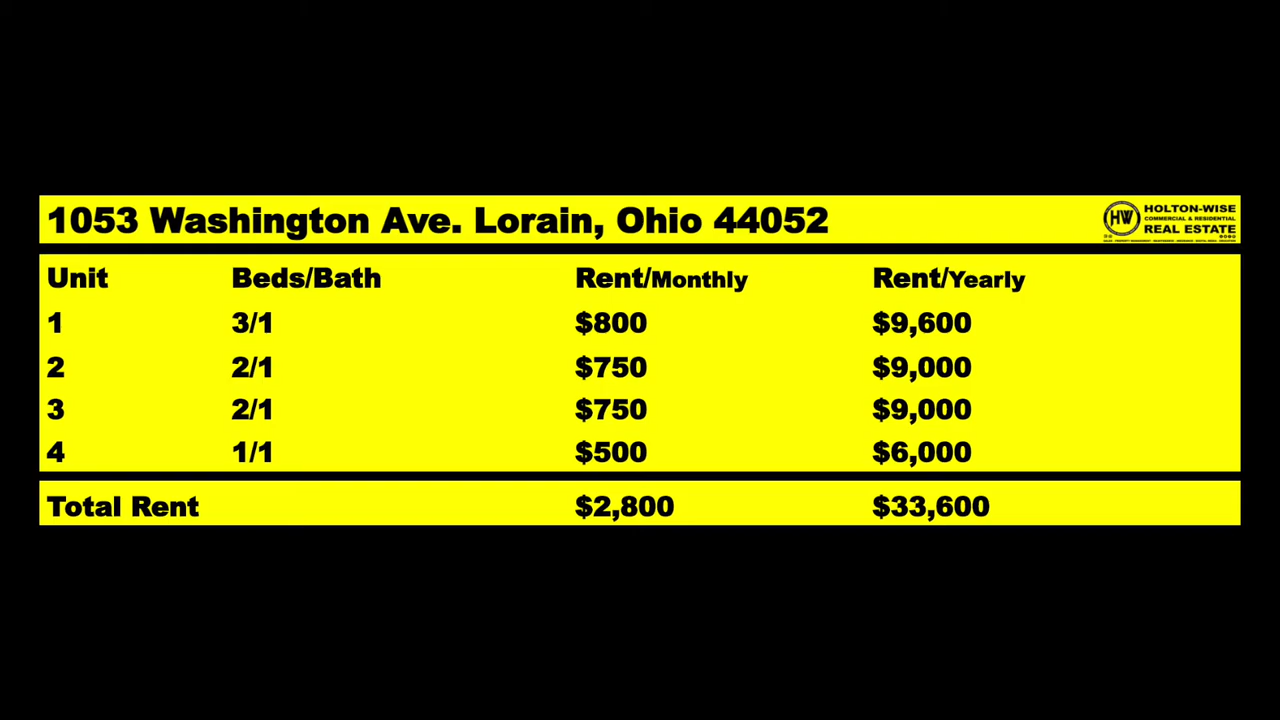 1053 Washington Ave. Lorain, Ohio 44052
HOLTON-WISE
COMMERCIAL & RESIDENTIAL
REAL ESTATE
HW
Unit Beds/Bath Rent/Monthly Rent/Yearly
1 3/1 $800 $9,600
2 2/1 $750 $9,000
3 2/1 $750 $9,000
4 1/1 $500 $6,000
Total Rent $2,800 $33,600